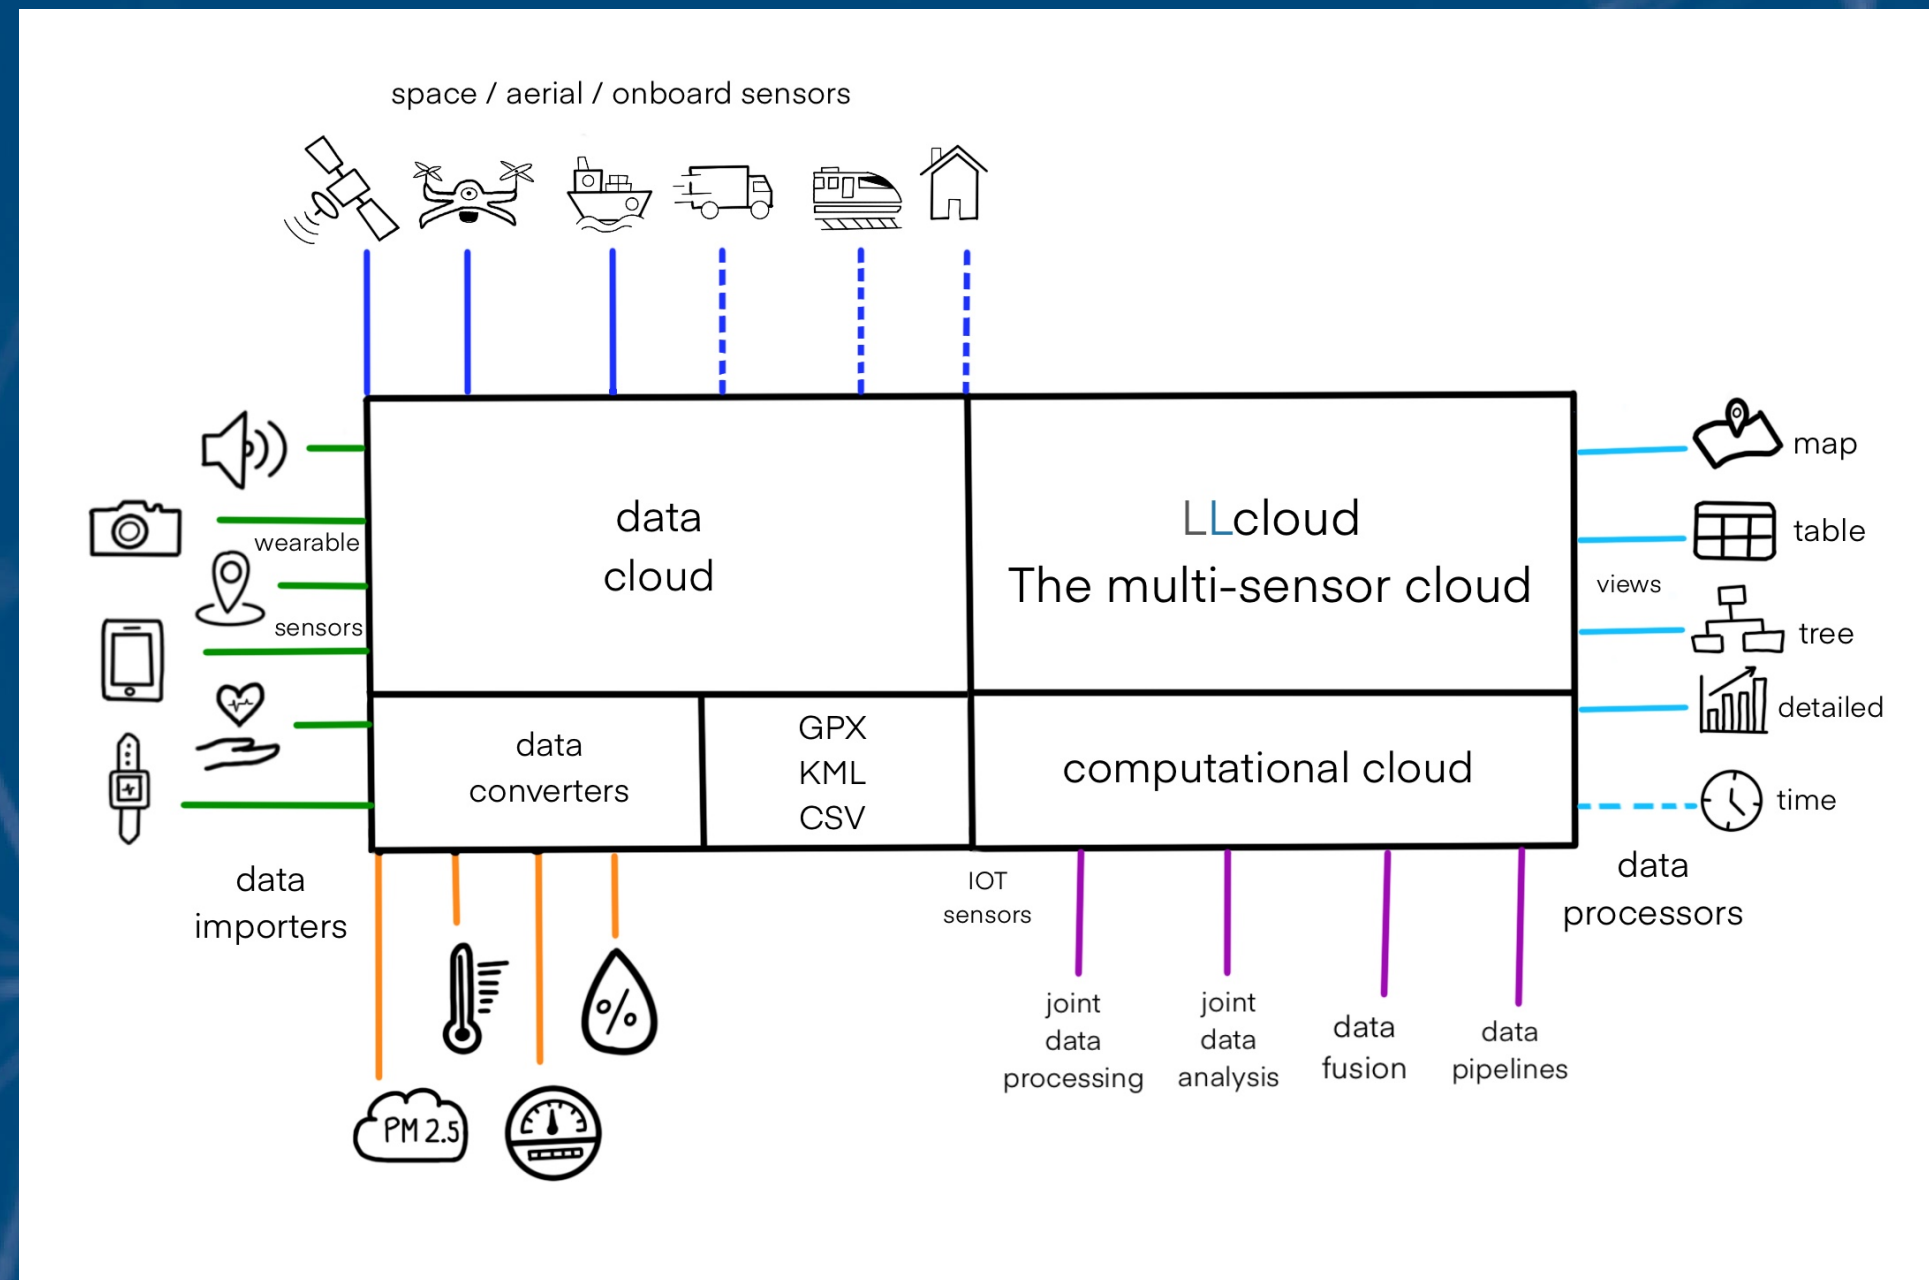 space / aerial / onboard sensors
wearable
sensors
data
cloud
LLcloud
The multi-sensor cloud
map
table
views
tree
detailed
time
data
converters
GPX
KML
CSV
computational cloud
data
importers
IOT
sensors
data
processors
PM 2.5
%
joint
data
processing
joint
data
analysis
data
fusion
data
pipelines